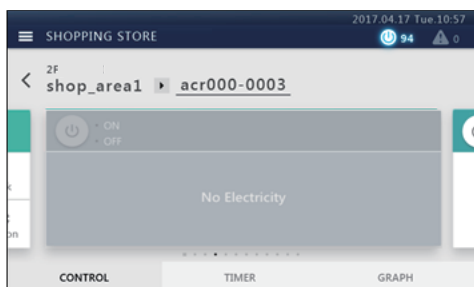 2017.04.17 Tue.10:57
SHOPPING STORE 94 0
2F
shop_area1 acr000-0003
ON
OFF
No Electricity
CONTROL TIMER GRAPH